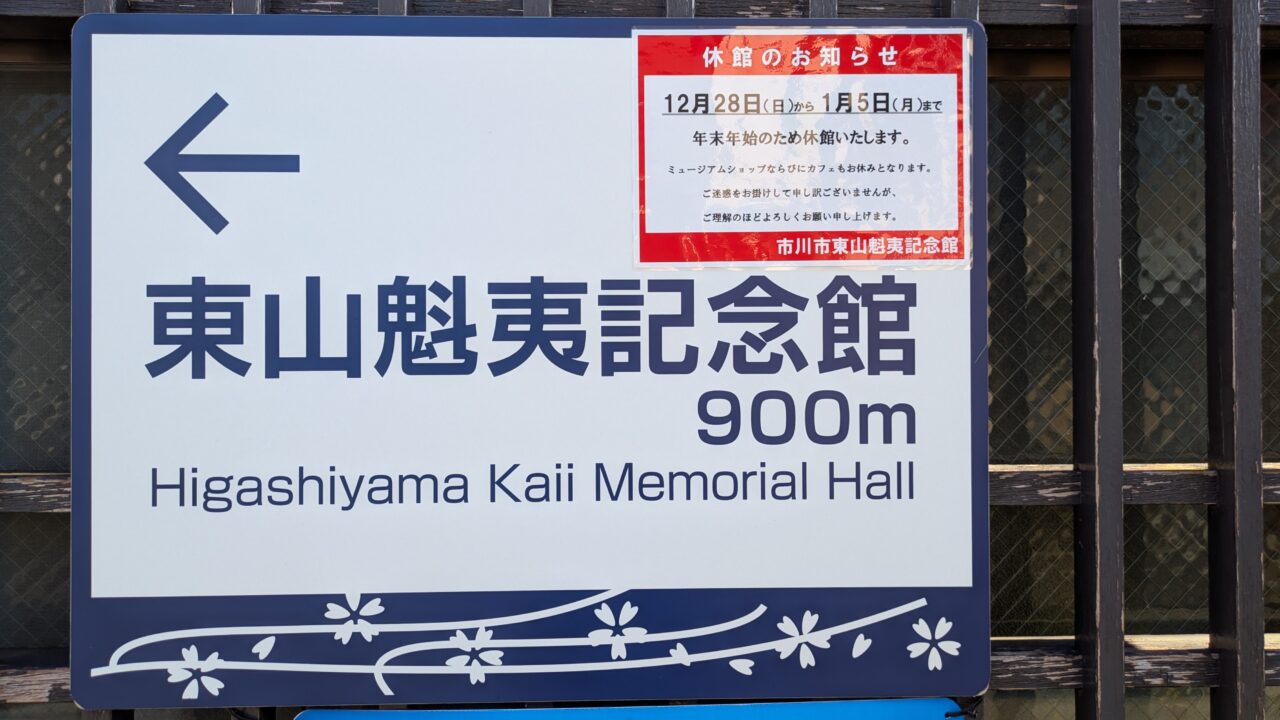 休館のお知らせ
12月28日(日)から1月5日(月)まで
年末年始のため休館いたします。
ミュージアムショップならびにカフェもお休みとなります。
ご迷惑をお掛けして申し訳ございませんが、
ご理解のほどよろしくお願い申し上げます。
市川市東山魁夷記念館
←
東山魁夷記念館
900m
Higashiyama Kaii Memorial Hall